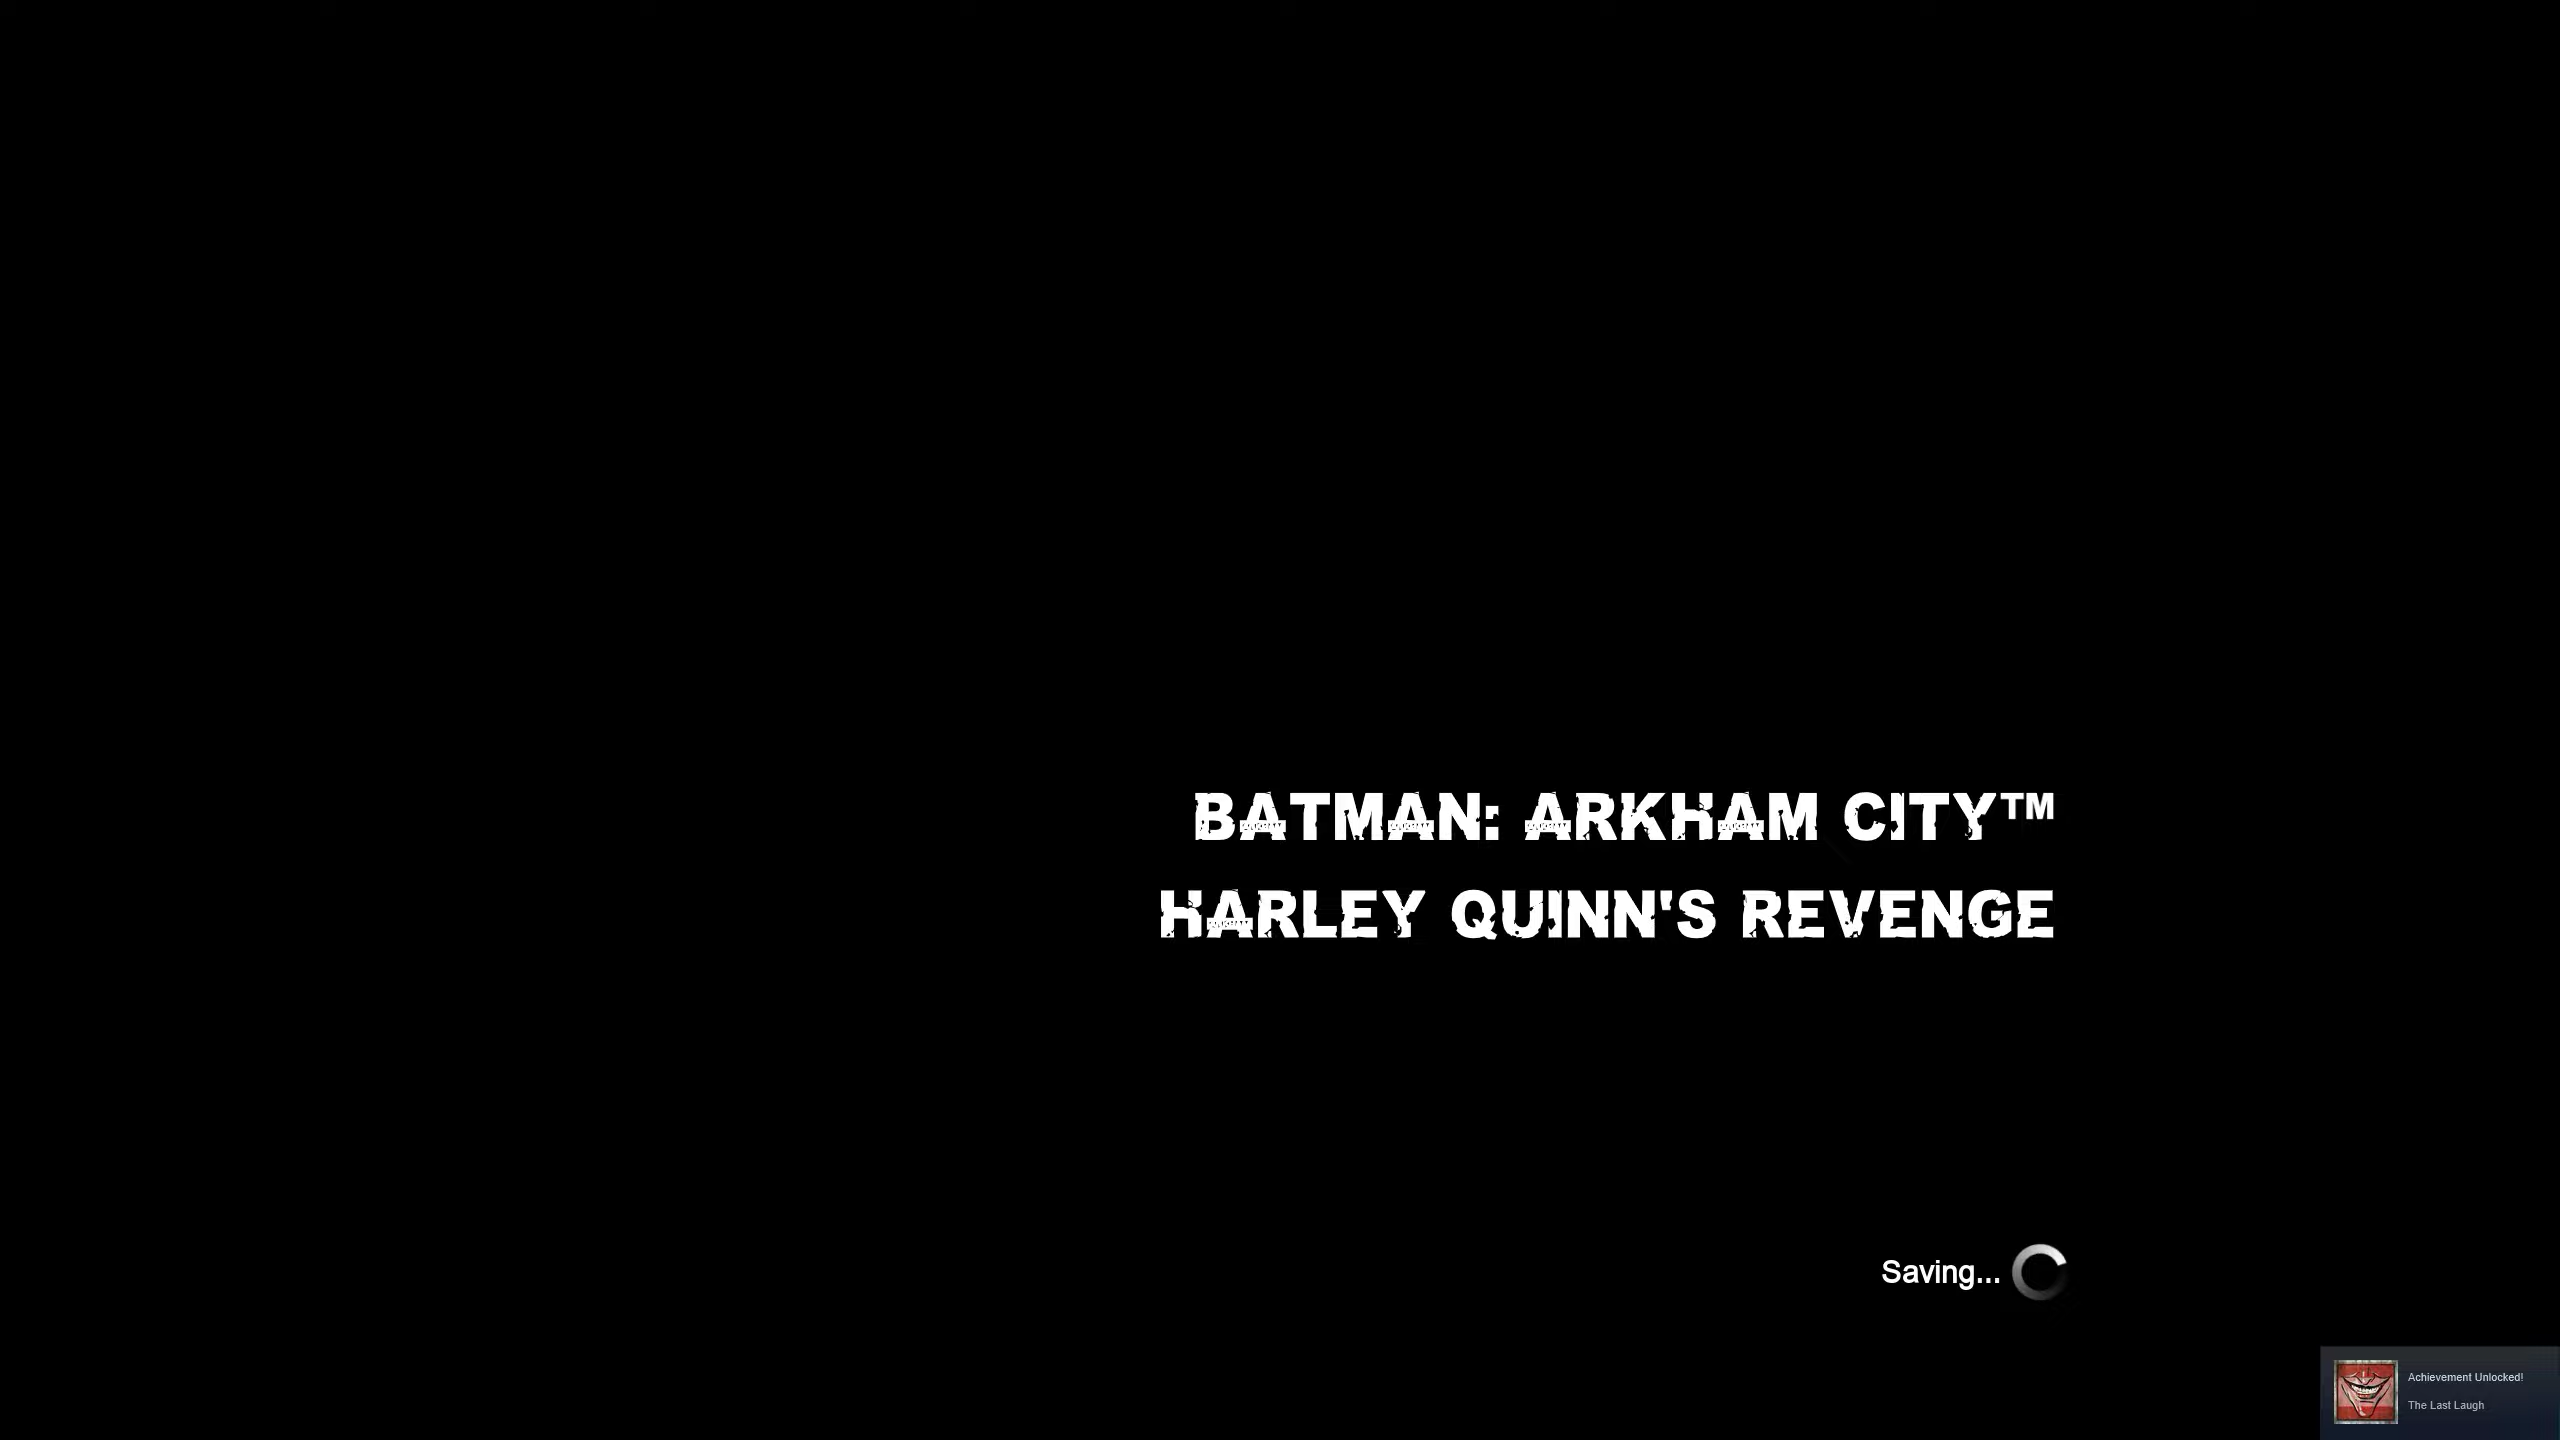 BATMAN: ARKHAM CITY™
HARLEY QUINN'S REVENGE
Saving...
Achievement Unlocked!
The Last Laugh